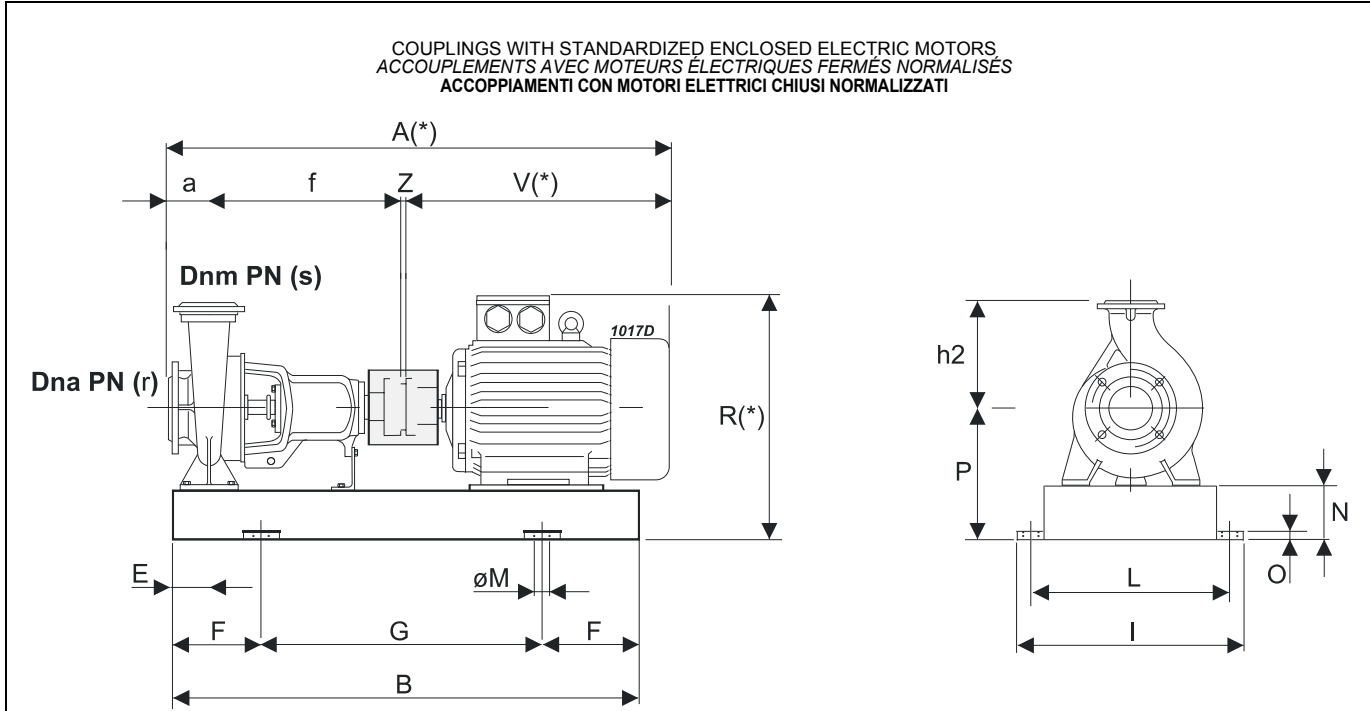 COUPLINGS WITH STANDARDIZED ENCLOSED ELECTRIC MOTORS
ACCOUPLEMENTS AVEC MOTEURS ÉLECTRIQUES FERMÉS NORMALISÉS
ACCOPPIAMENTI CON MOTORI ELETTRICI CHIUSI NORMALIZZATI
A(*)
a f Z V(*)
Dnm PN (s)
1017D
Dna PN (r)
R(*)
E
øM
F G F
B
h2
P
N
O
L
I